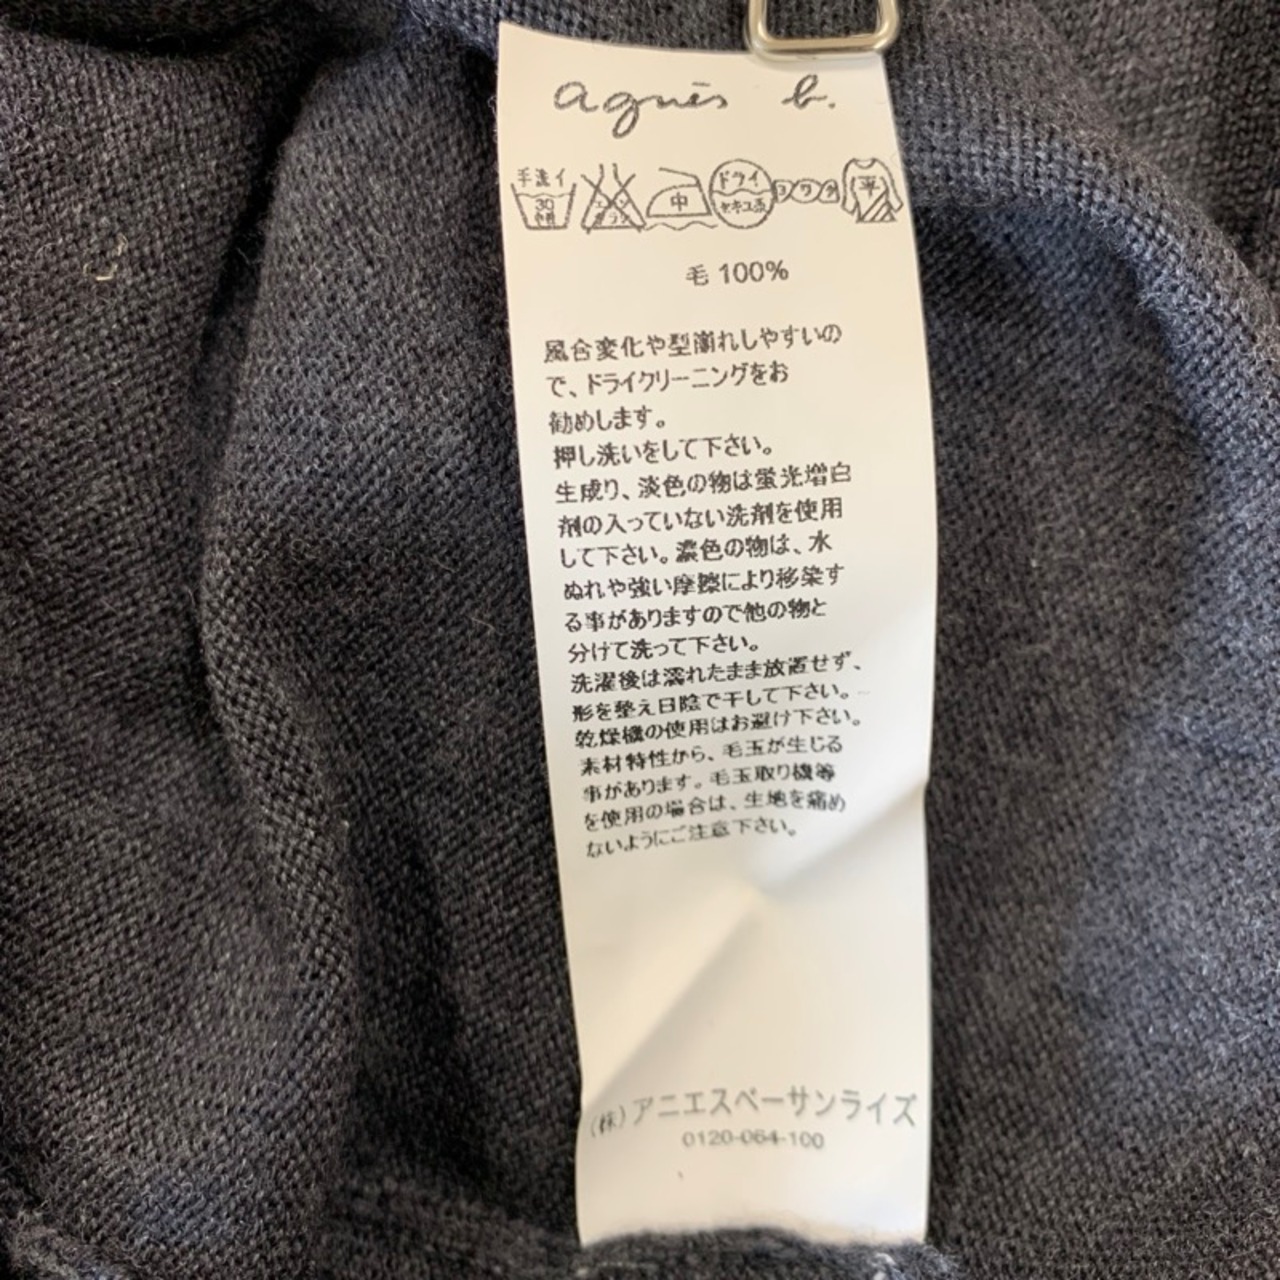 agnès b.
手洗イ 30 中性 エンソサラシ 中 ドライ セキユ系 ヨワク 平
毛 100%
風合変化や型崩れしやすいの
で、ドライクリーニングをお
勧めします。
押し洗いをして下さい。
生成り、淡色の物は蛍光増白
剤の入っていない洗剤を使用
して下さい。濃色の物は、水
ぬれや強い摩擦により移染す
る事がありますので他の物と
分けて洗って下さい。
洗濯後は濡れたまま放置せず、
形を整え日陰で干して下さい。
乾燥機の使用はお避け下さい。
素材特性から、毛玉が生じる
事があります。毛玉取り機等
を使用の場合は、生地を痛め
ないようにご注意下さい。
(株)アニエスベーサンライズ
0120-064-100